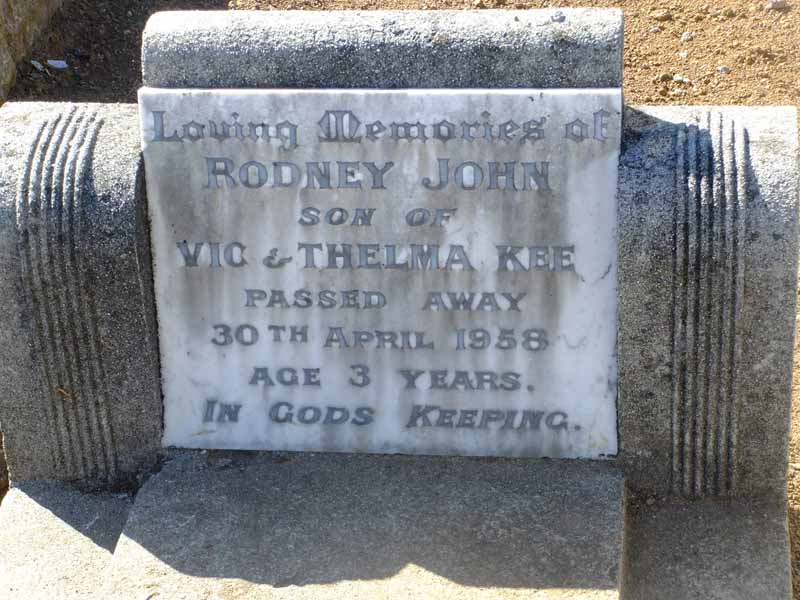 Loving Memories of
RODNEY JOHN
SON OF
VIC & THELMA KEE
PASSED AWAY
30TH APRIL 1958
AGE 3 YEARS.
IN GODS KEEPING.